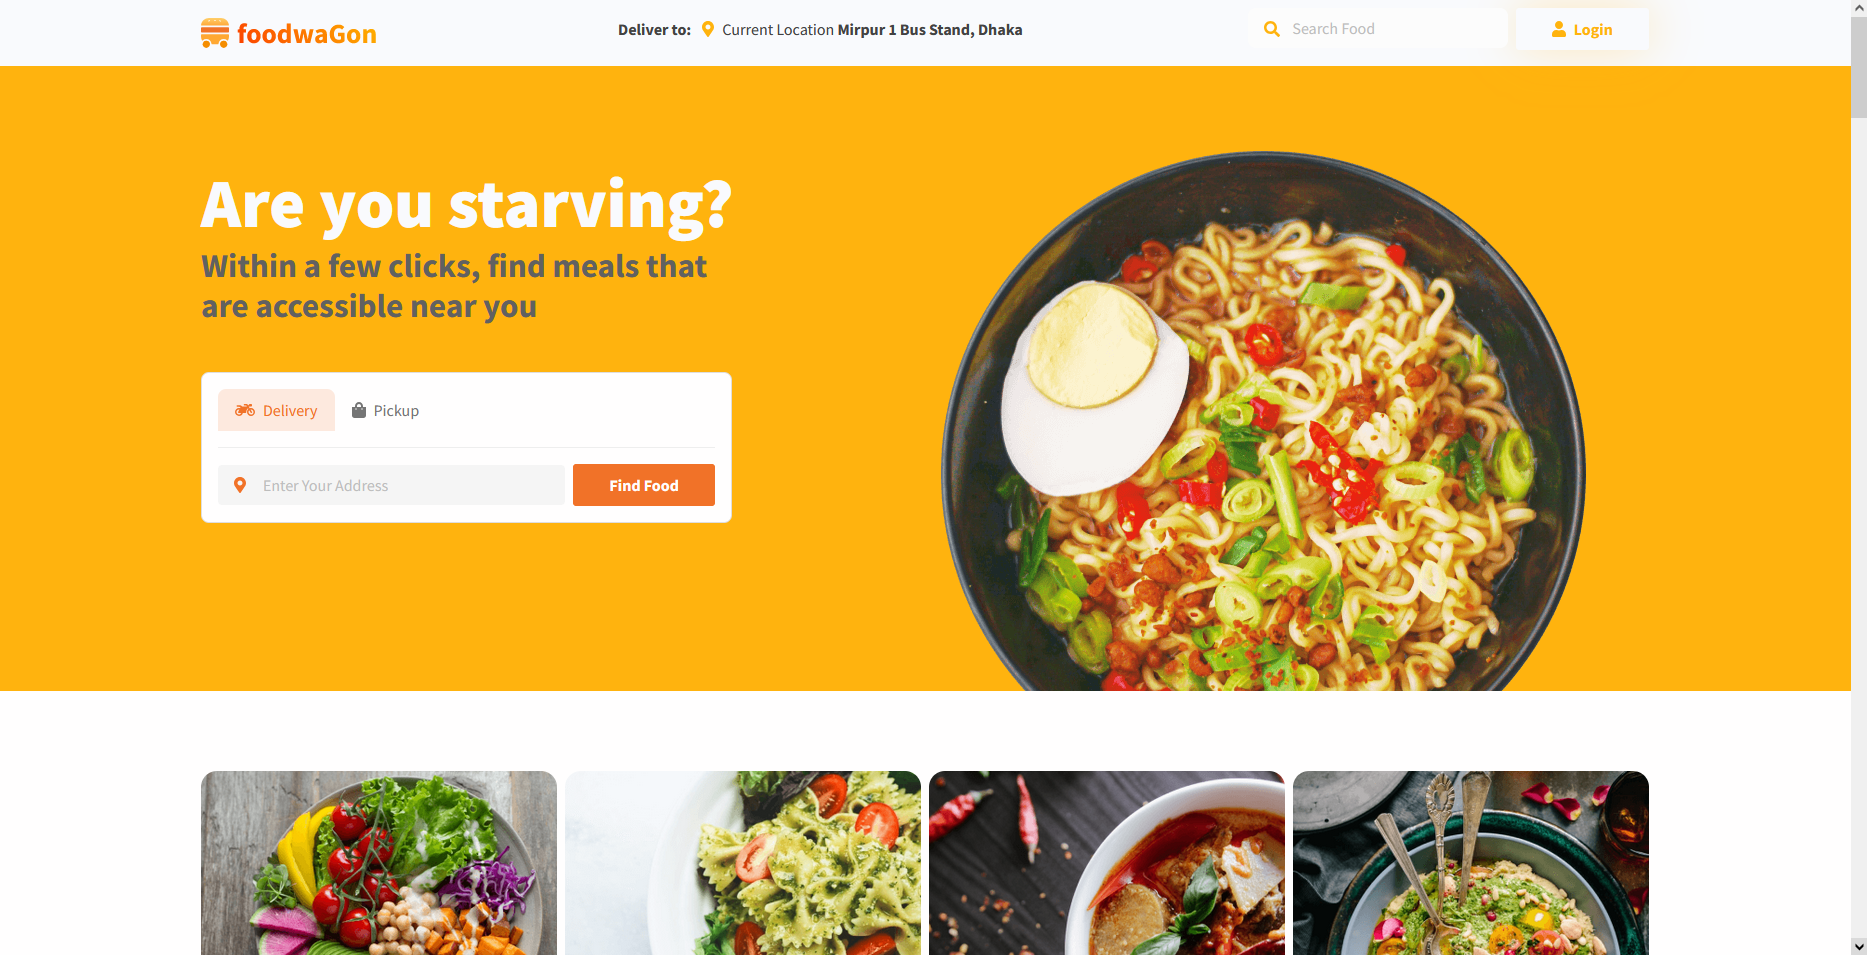 foodwaGon
Deliver to: Current Location Mirpur 1 Bus Stand, Dhaka
Search Food
Login
Are you starving?
Within a few clicks, find meals that
are accessible near you
Delivery
Pickup
Enter Your Address
Find Food